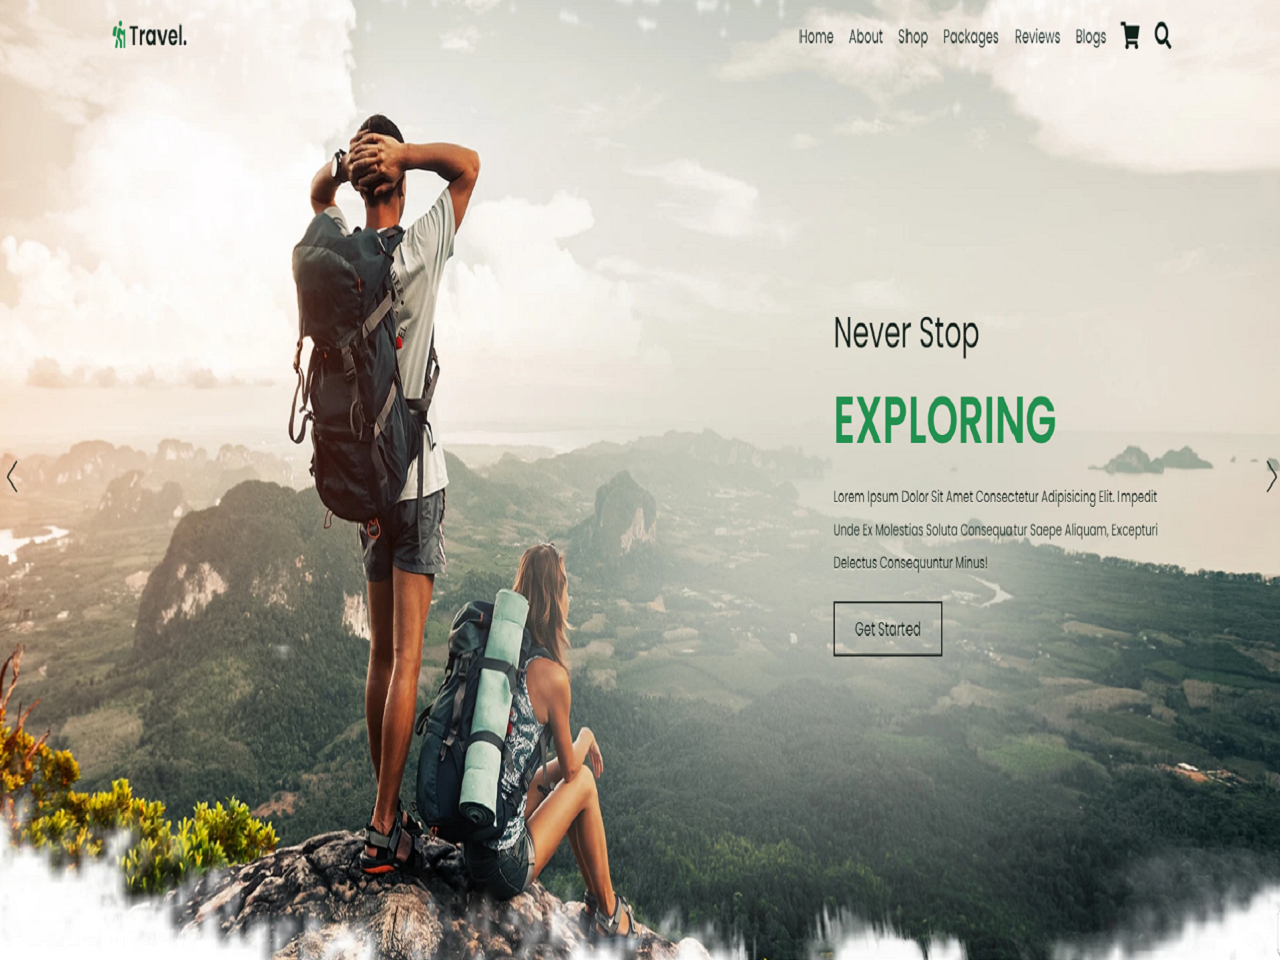 Travel.
Home About Shop Packages Reviews Blogs
Never Stop
EXPLORING
Lorem Ipsum Dolor Sit Amet Consectetur Adipisicing Elit. Impedit
Unde Ex Molestias Soluta Consequatur Saepe Aliquam, Excepturi
Delectus Consequuntur Minus!
Get Started